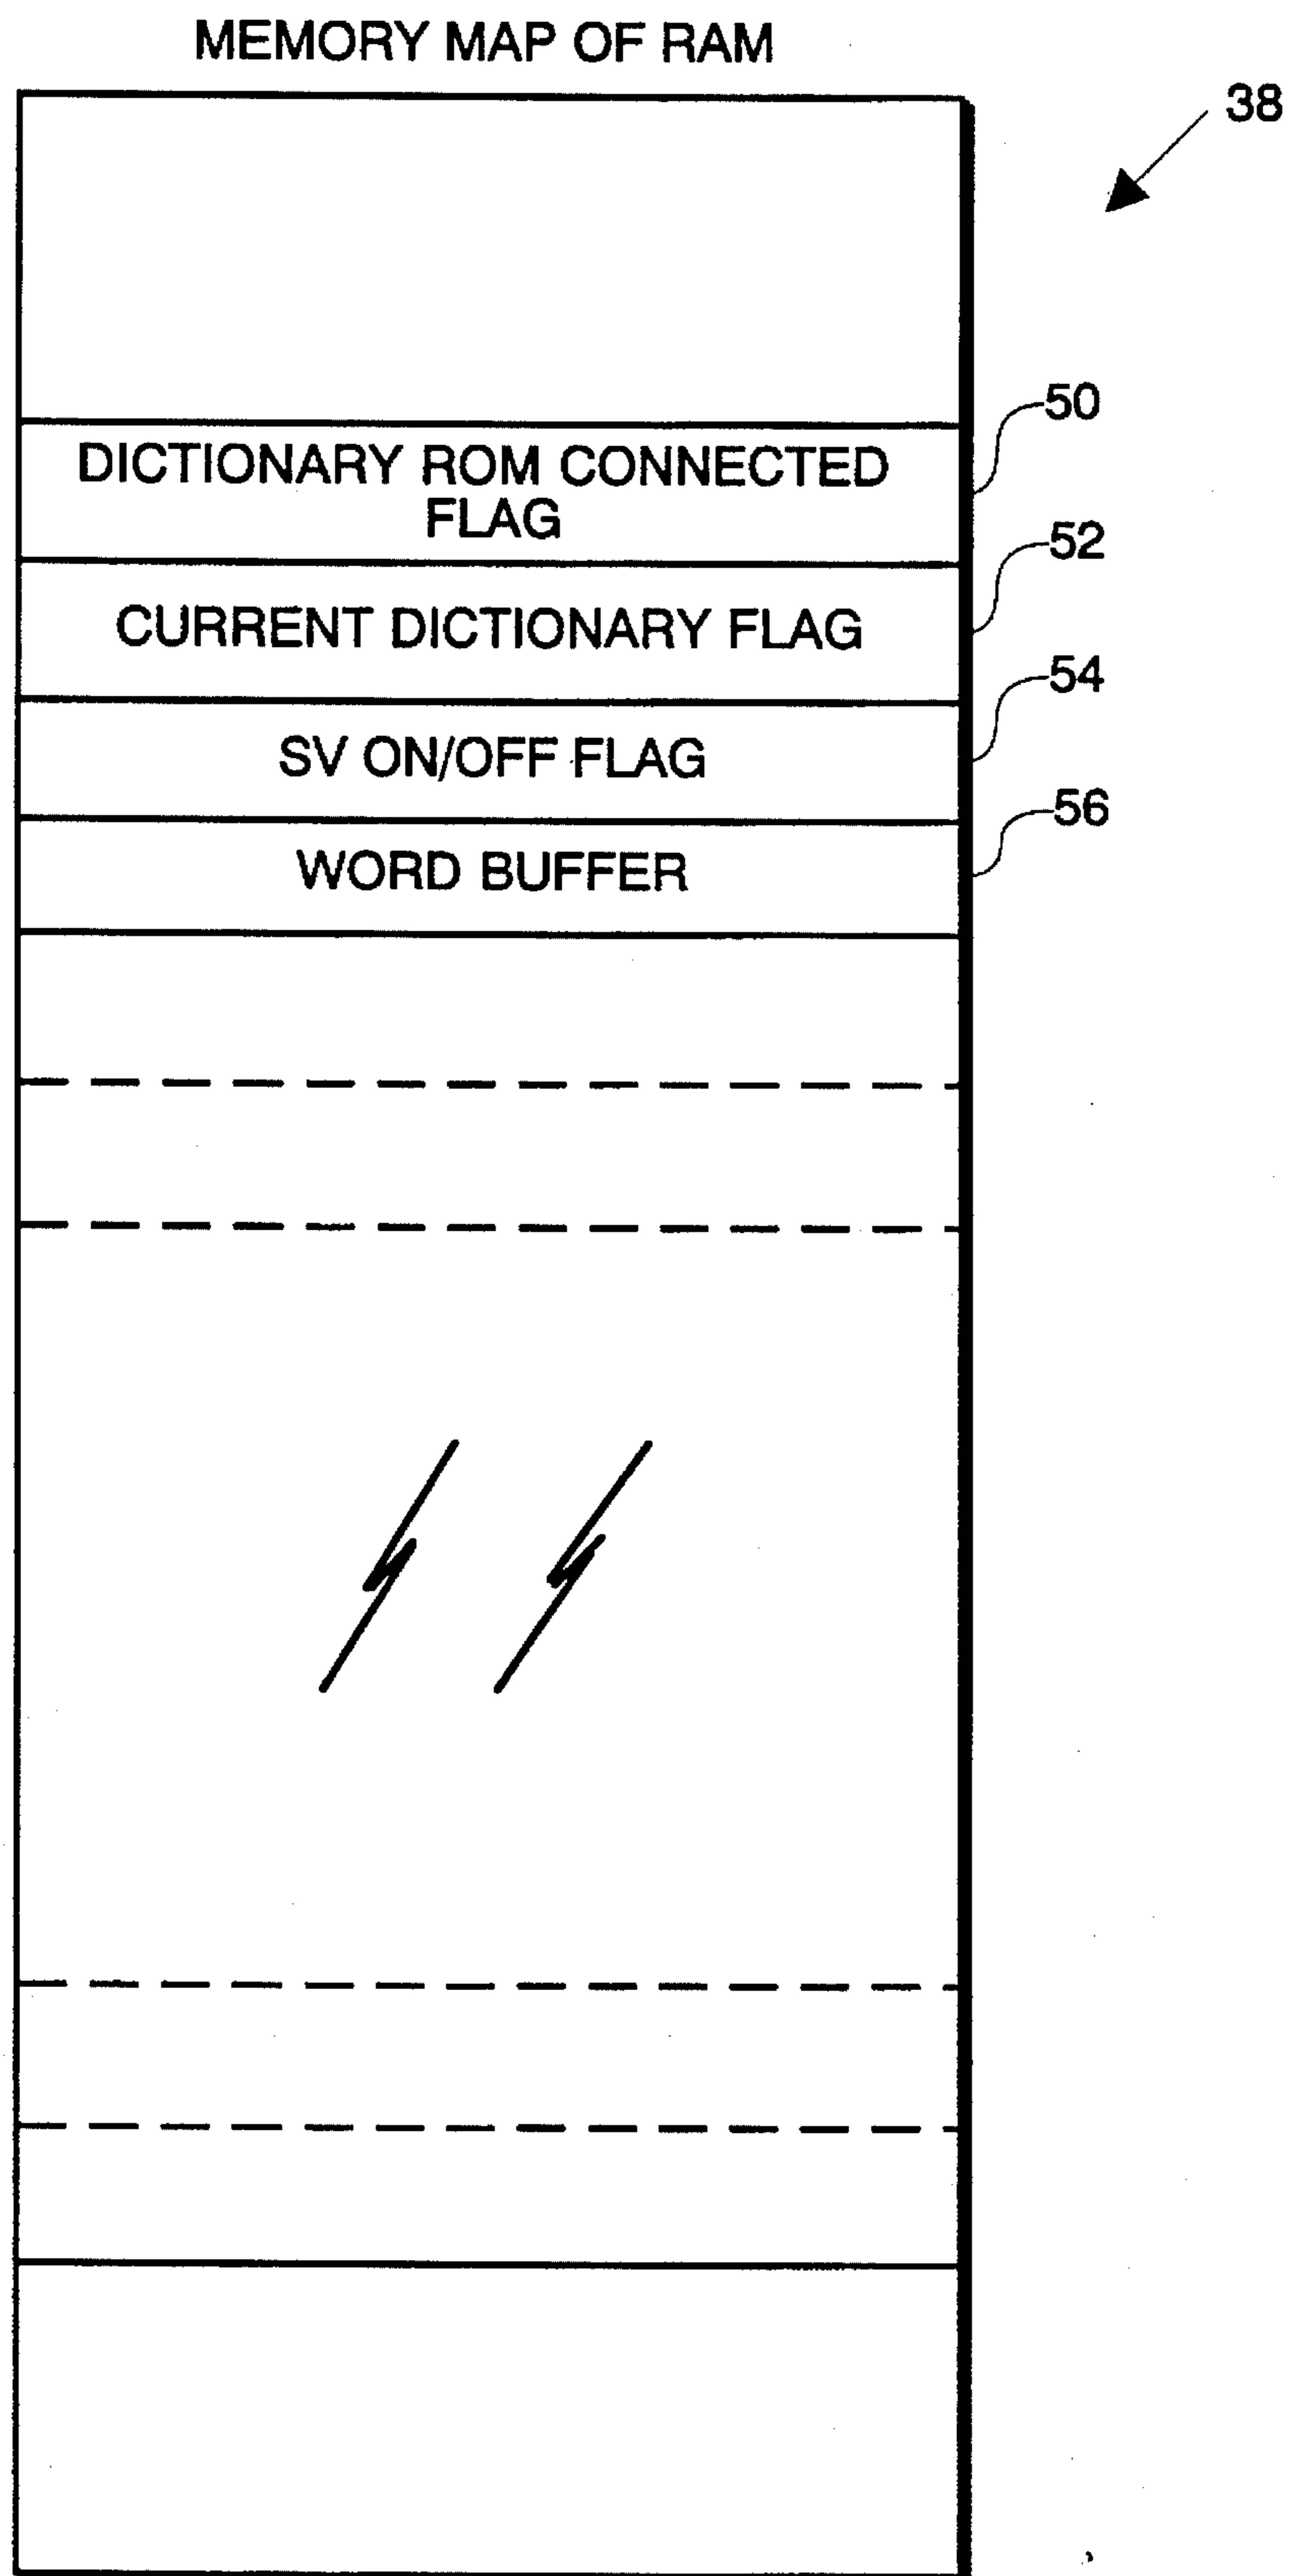 MEMORY MAP OF RAM
38
50
DICTIONARY ROM CONNECTED
FLAG
52
CURRENT DICTIONARY FLAG
54
SV ON/OFF FLAG
56
WORD BUFFER